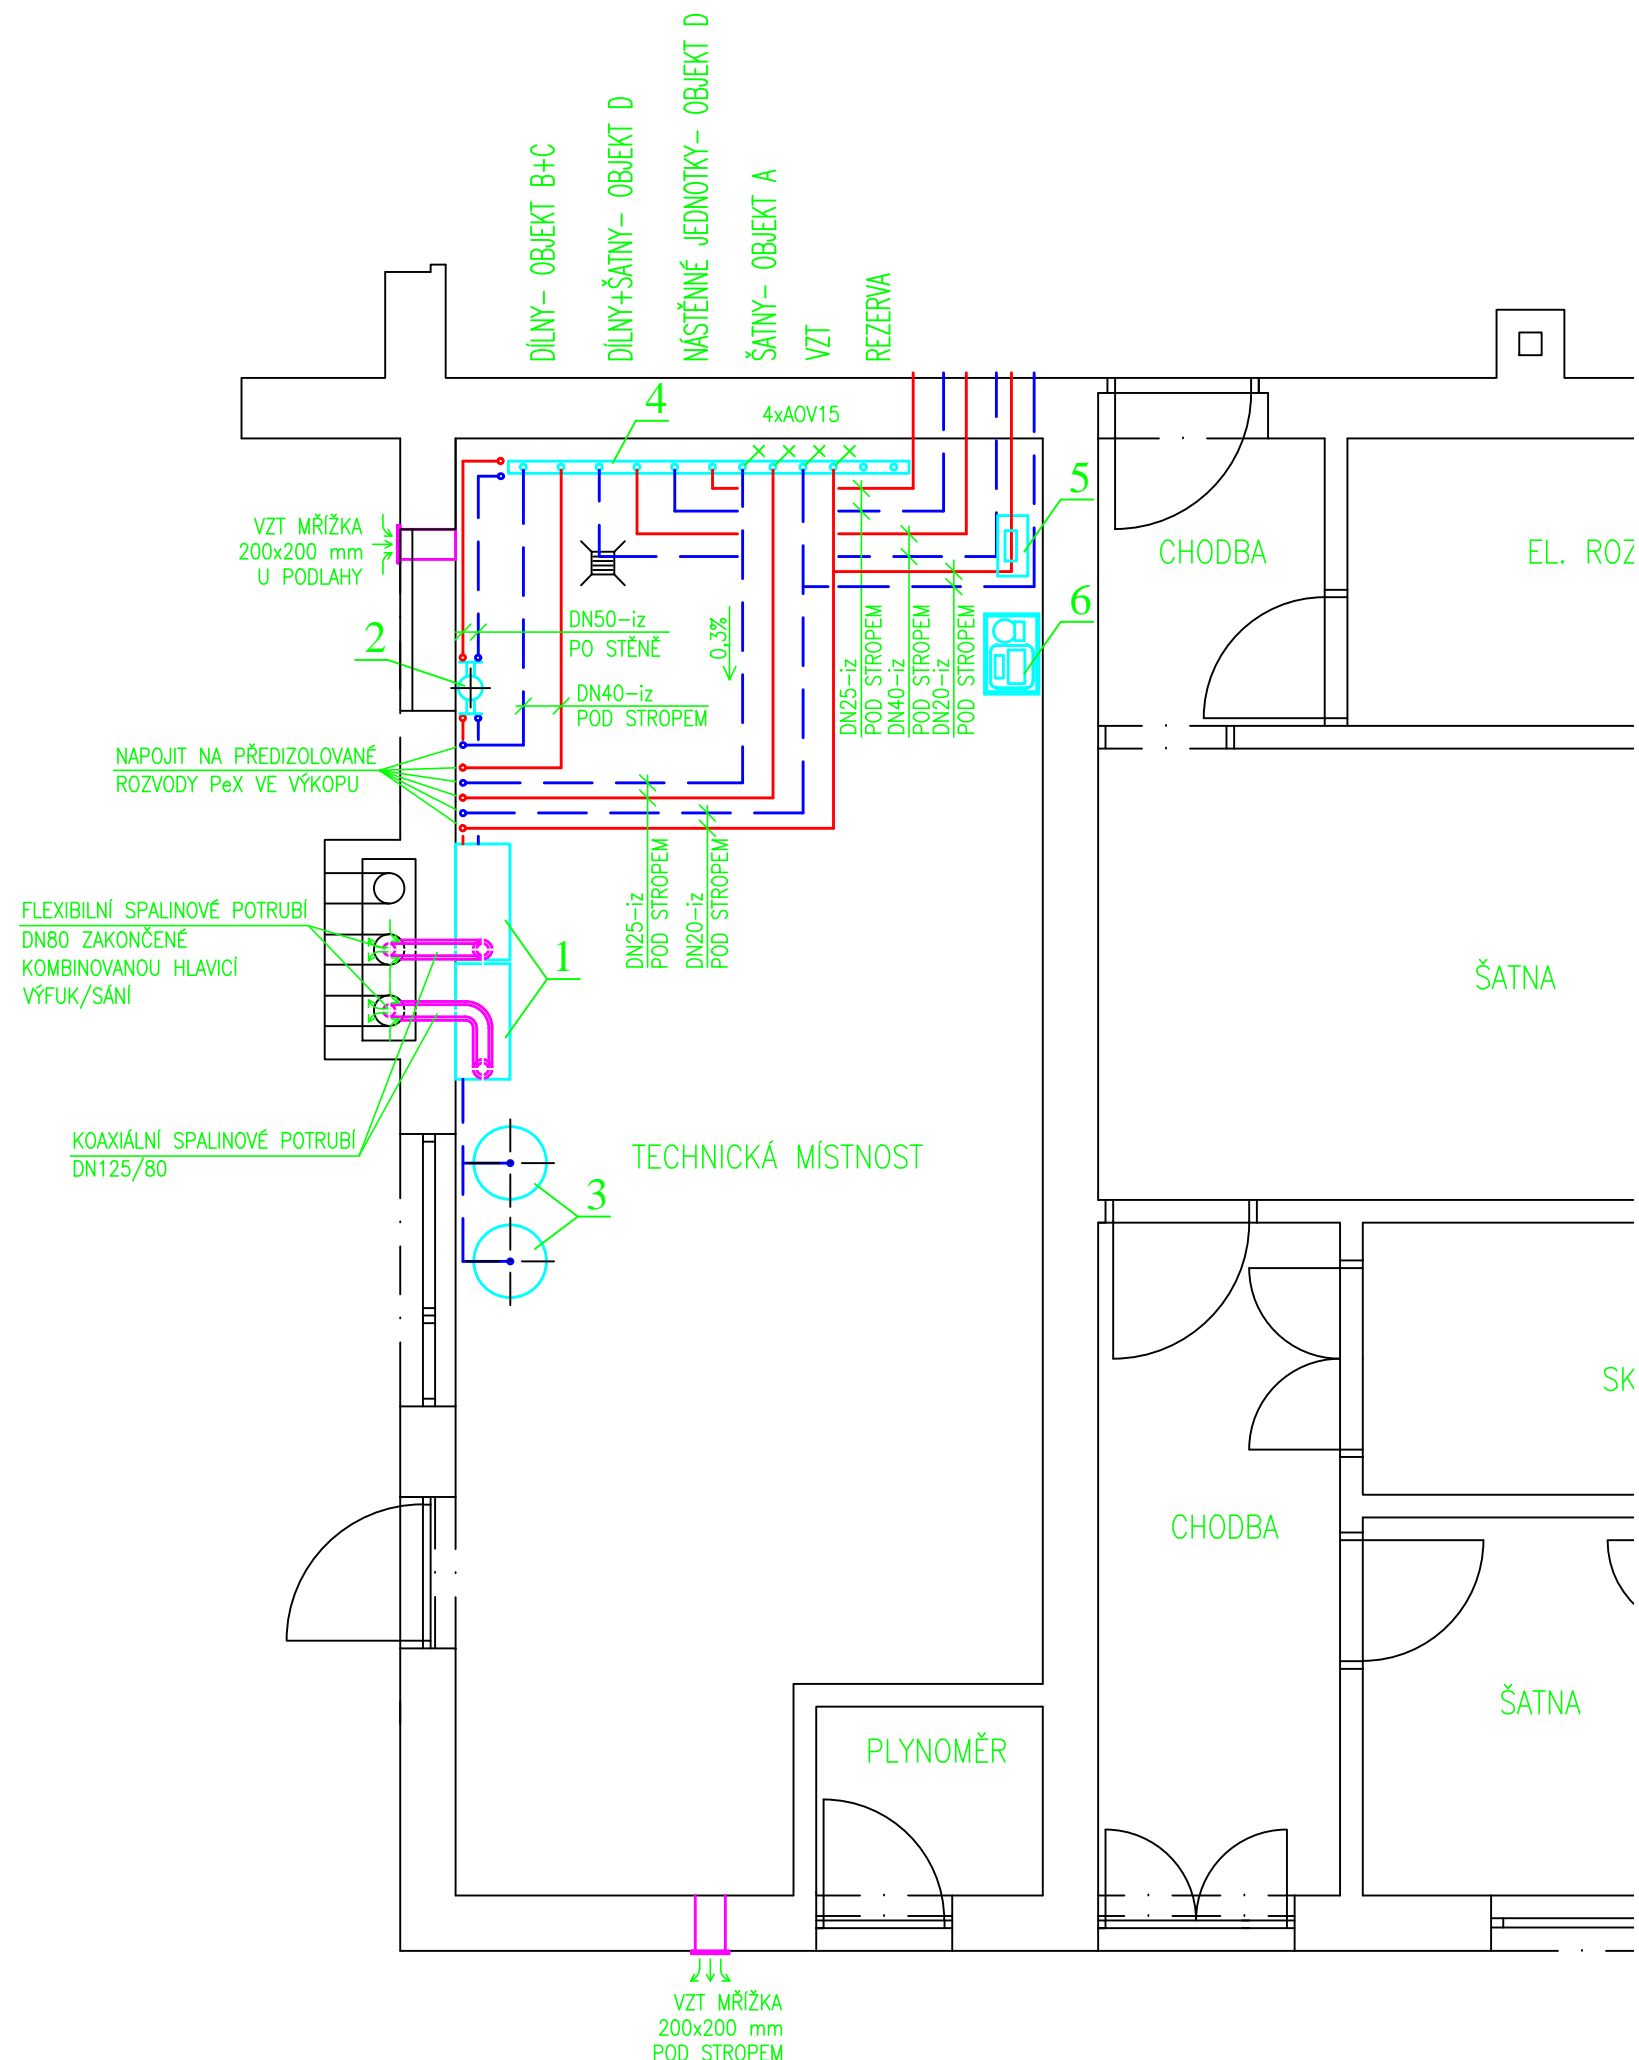 DÍLNY- OBJEKT B+C
DÍLNY+ŠATNY- OBJEKT D
NÁSTĚNNÉ JEDNOTKY- OBJEKT D
ŠATNY- OBJEKT A
VZT
REZERVA
4
4xAOV15
5
VZT MŘÍŽKA
200x200 mm
U PODLAHY
CHODBA
EL. ROZ
6
DN50-iz
PO STĚNĚ
2
0,3%
DN40-iz
POD STROPEM
DN25-iz
POD STROPEM
DN40-iz
POD STROPEM
DN20-iz
POD STROPEM
NAPOJIT NA PŘEDIZOLOVANÉ
ROZVODY PeX VE VÝKOPU
DN25-iz
POD STROPEM
DN20-iz
POD STROPEM
FLEXIBILNÍ SPALINOVÉ POTRUBÍ
DN80 ZAKONČENÉ
KOMBINOVANOU HLAVICÍ
VÝFUK/SÁNÍ
1
ŠATNA
KOAXIÁLNÍ SPALINOVÉ POTRUBÍ
DN125/80
TECHNICKÁ MÍSTNOST
3
SK
CHODBA
ŠATNA
PLYNOMĚR
VZT MŘÍŽKA
200x200 mm
POD STROPEM